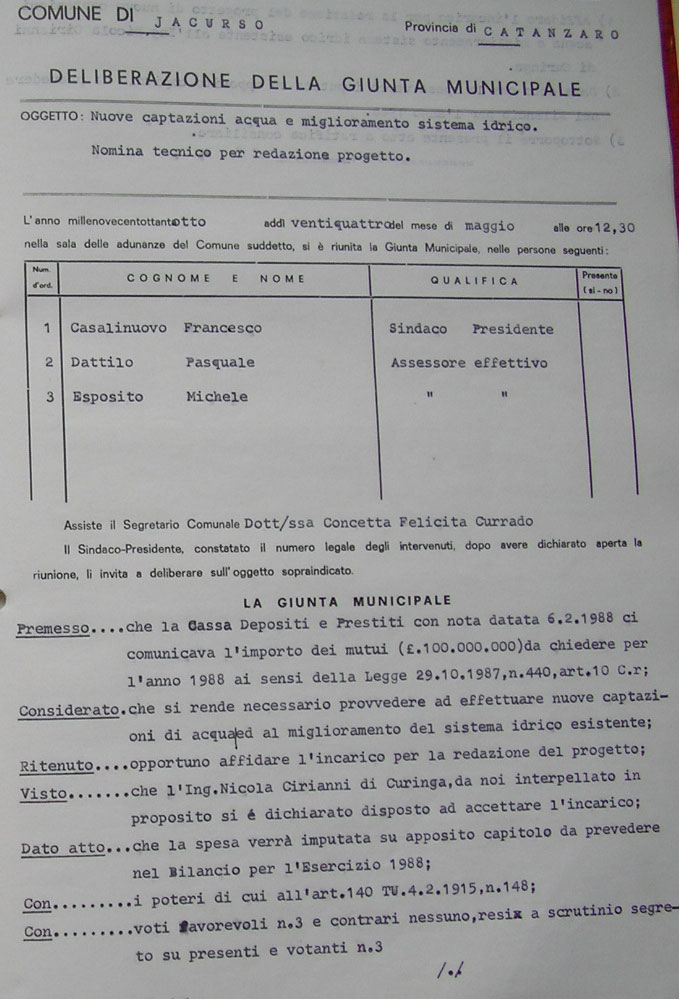 COMUNE DI JACURSO Provincia di CATANZARO
DELIBERAZIONE DELLA GIUNTA MUNICIPALE
OGGETTO: Nuove captazioni acqua e miglioramento sistema idrico.
Nomina tecnico per redazione progetto.
L'anno millenovecentottantotto addì ventiquattro del mese di maggio alle ore 12,30
nella sala delle adunanze del Comune suddetto, si è riunita la Giunta Municipale, nelle persone seguenti:
Num. d'ord. COGNOME E NOME QUALIFICA Presente (si-no)
1 Casalinuovo Francesco Sindaco Presidente
2 Dattilo Pasquale Assessore effettivo
3 Esposito Michele " "
Assiste il Segretario Comunale Dott/ssa Concetta Felicita Currado
Il Sindaco-Presidente, constatato il numero legale degli intervenuti, dopo avere dichiarato aperta la
riunione, li invita a deliberare sull'oggetto sopraindicato.
LA GIUNTA MUNICIPALE
Premesso....che la Cassa Depositi e Prestiti con nota datata 6.2.1988 ci
comunicava l'importo dei mutui (£.100.000.000)da chiedere per
l'anno 1988 ai sensi della Legge 29.10.1987,n.440,art.10 C.r;
Considerato.che si rende necessario provvedere ad effettuare nuove captazi-
oni di acqua|ed al miglioramento del sistema idrico esistente;
Ritenuto....opportuno affidare l'incarico per la redazione del progetto;
Visto.......che l'Ing.Nicola Cirianni di Curinga,da noi interpellato in
proposito si é dichiarato disposto ad accettare l'incarico;
Dato atto...che la spesa verrà imputata su apposito capitolo da prevedere
nel Bilancio per l'Esercizio 1988;
Con.........i poteri di cui all'art.140 TU.4.2.1915,n.148;
Con.........voti favorevoli n.3 e contrari nessuno,resix a scrutinio segre-
to su presenti e votanti n.3
/.